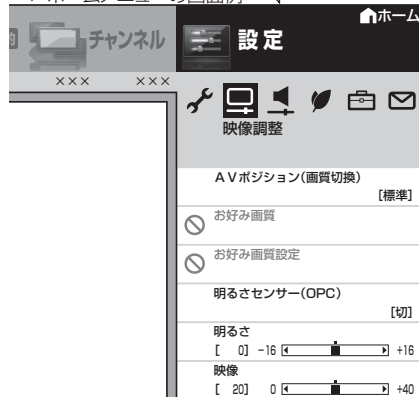 チャンネル
設定
ホーム
××× ×××
映像調整
AVポジション(画質切換)
[標準]
お好み画質
お好み画質設定
明るさセンサー(OPC)
[切]
明るさ
[ 0] -16 +16
映像
[ 20] 0 +40